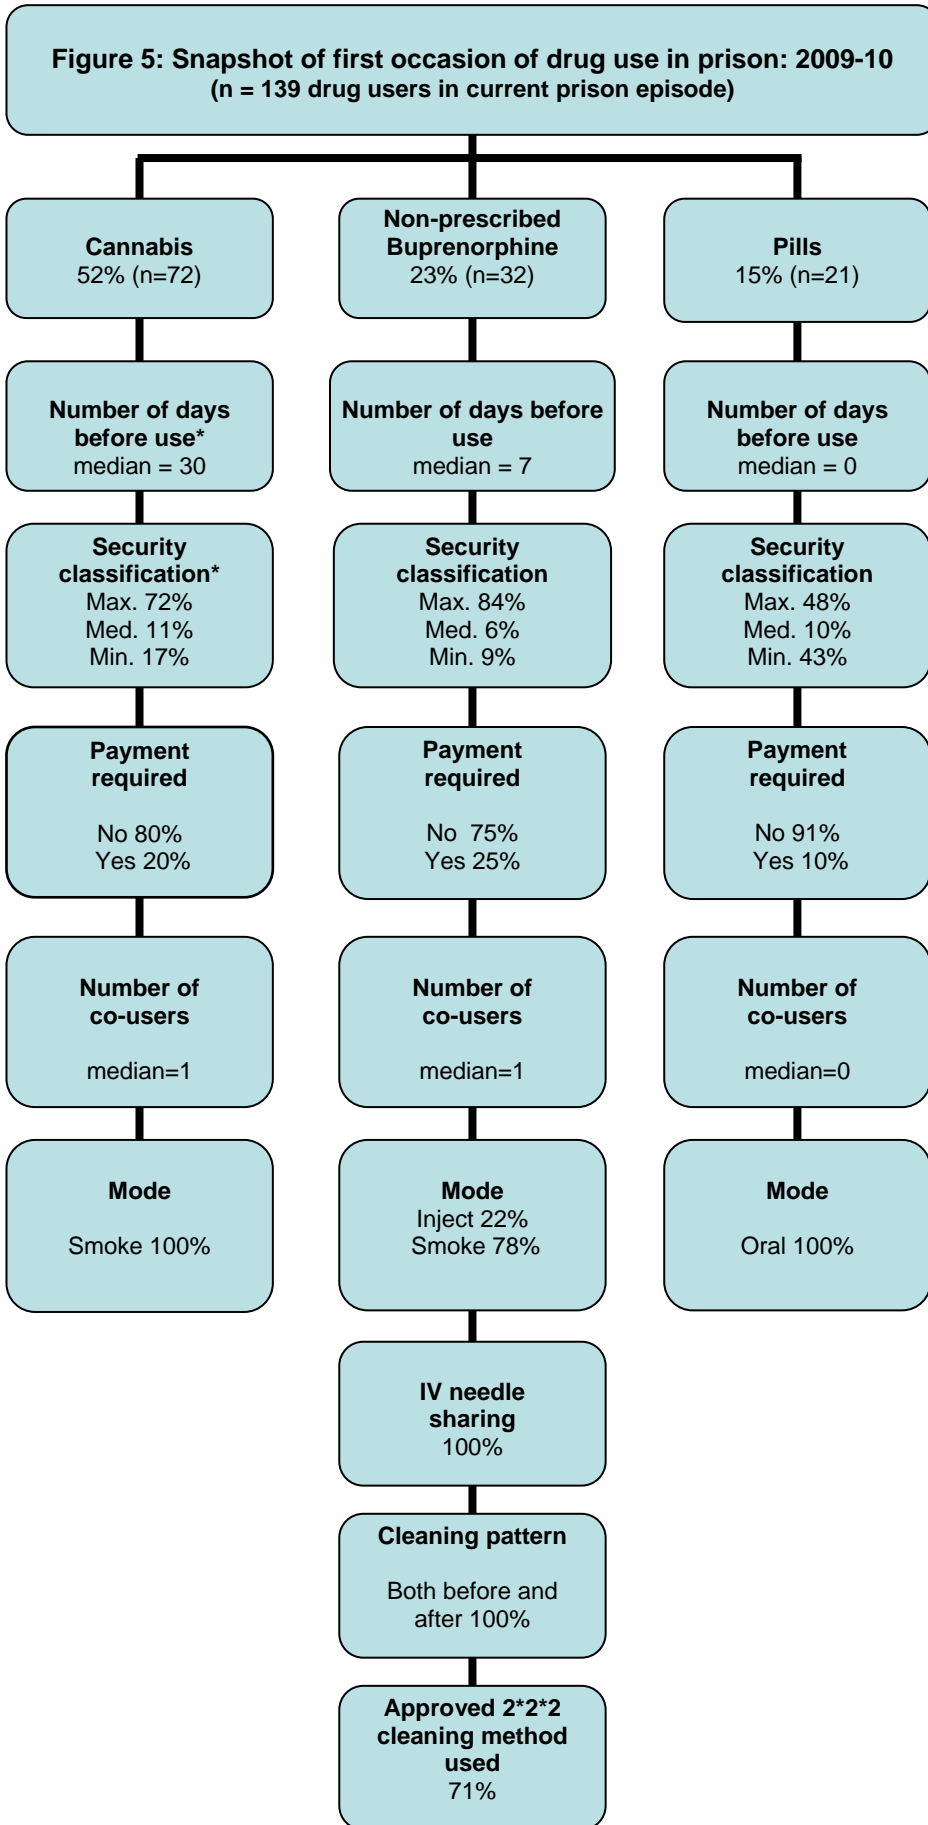 Figure 5: Snapshot of first occasion of drug use in prison: 2009-10
(n = 139 drug users in current prison episode)
Cannabis
52% (n=72)
Number of days
before use*
median = 30
Security
classification*
Max. 72%
Med. 11%
Min. 17%
Payment
required
No 80%
Yes 20%
Number of
co-users
median=1
Mode
Smoke 100%
Non-prescribed
Buprenorphine
23% (n=32)
Number of days before
use
median = 7
Security
classification
Max. 84%
Med. 6%
Min. 9%
Payment
required
No 75%
Yes 25%
Number of
co-users
median=1
Mode
Inject 22%
Smoke 78%
IV needle
sharing
100%
Cleaning pattern
Both before and
after 100%
Approved 2*2*2
cleaning method
used
71%
Pills
15% (n=21)
Number of days
before use
median = 0
Security
classification
Max. 48%
Med. 10%
Min. 43%
Payment
required
No 91%
Yes 10%
Number of
co-users
median=0
Mode
Oral 100%